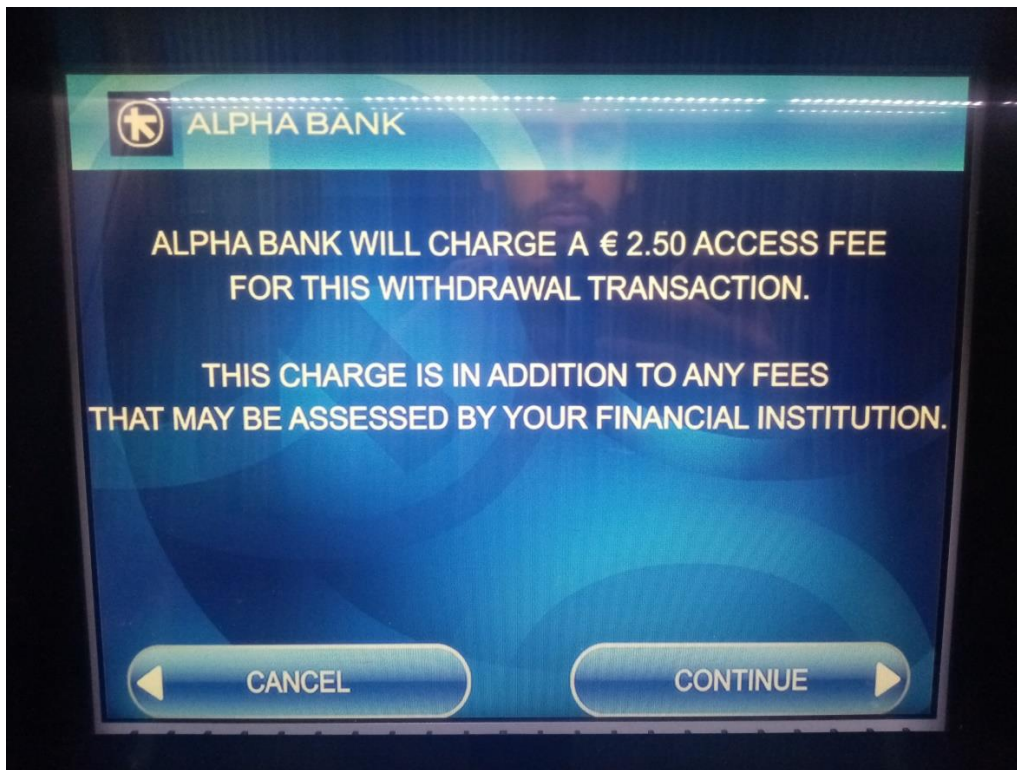 ALPHA BANK
ALPHA BANK WILL CHARGE A € 2.50 ACCESS FEE
FOR THIS WITHDRAWAL TRANSACTION.
THIS CHARGE IS IN ADDITION TO ANY FEES
THAT MAY BE ASSESSED BY YOUR FINANCIAL INSTITUTION.
CANCEL
CONTINUE